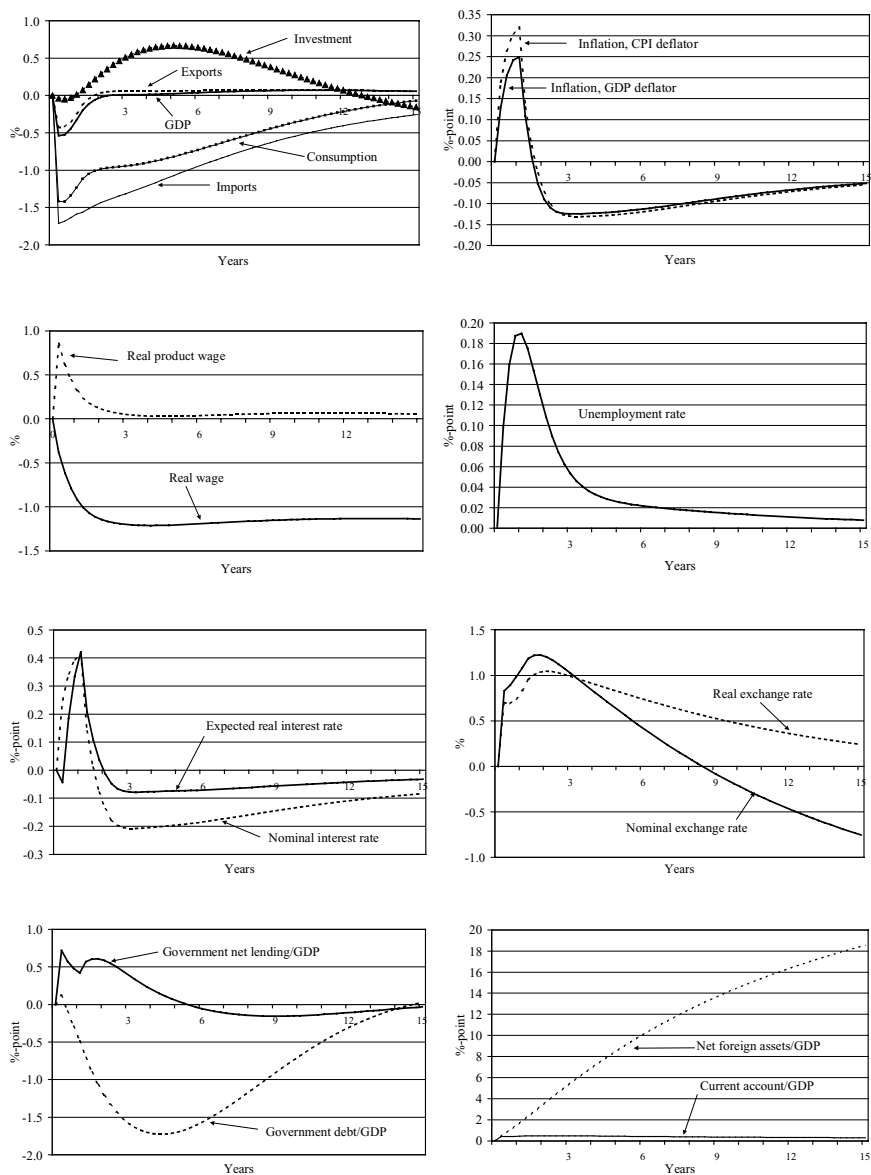 1.0
0.5
0.0
-0.5
-1.0
-1.5
-2.0
%
0 3 6 9 12 15
Investment
Exports
GDP
Consumption
Imports
Years
0.35
0.30
0.25
0.20
0.15
0.10
0.05
0.00
-0.05
-0.10
-0.15
-0.20
%-point
3 9 15
Inflation, CPI deflator
Inflation, GDP deflator
Years
1.0
0.5
0.0
-0.5
-1.0
-1.5
%
0 3 6 9 12
Real product wage
Real wage
Years
0.20
0.18
0.16
0.14
0.12
0.10
0.08
0.06
0.04
0.02
0.00
%-point
3 6 9 12 15
Unemployment rate
Years
0.5
0.4
0.3
0.2
0.1
0.0
-0.1
-0.2
-0.3
%-point
3 6 9 12 15
Expected real interest rate
Nominal interest rate
Years
1.5
1.0
0.5
0.0
-0.5
-1.0
%
3 6 9 12 15
Real exchange rate
Nominal exchange rate
Years
1.0
0.5
0.0
-0.5
-1.0
-1.5
-2.0
%-point
3 6 9 12 15
Government net lending/GDP
Government debt/GDP
Years
20
18
16
14
12
10
8
6
4
2
0
%-point
3 6 9 12 15
Net foreign assets/GDP
Current account/GDP
Years